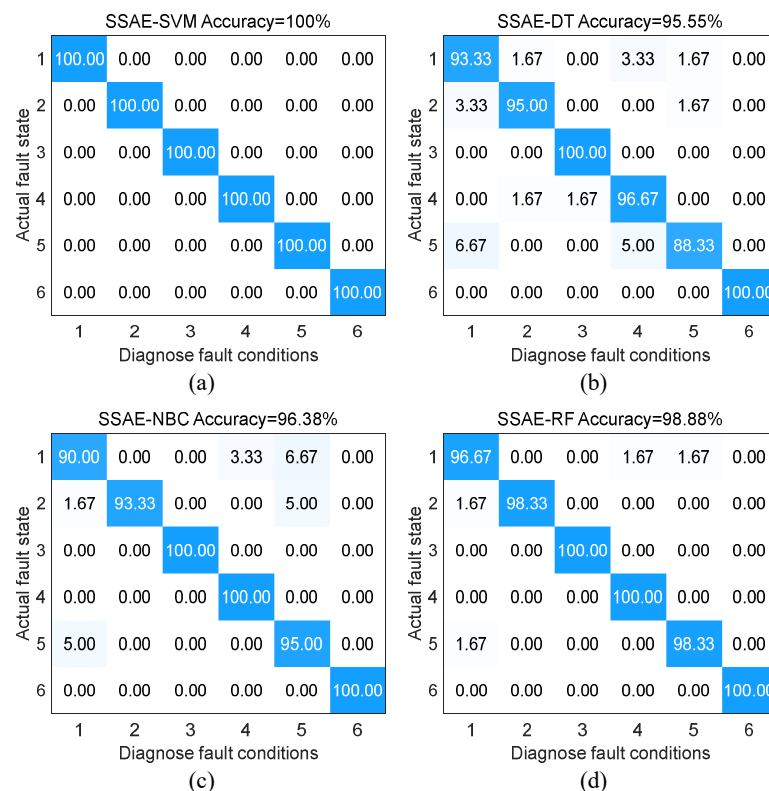 SSAE-SVM Accuracy=100%
Actual fault state
1 100.00 0.00 0.00 0.00 0.00 0.00
2 0.00 100.00 0.00 0.00 0.00 0.00
3 0.00 0.00 100.00 0.00 0.00 0.00
4 0.00 0.00 0.00 100.00 0.00 0.00
5 0.00 0.00 0.00 0.00 100.00 0.00
6 0.00 0.00 0.00 0.00 0.00 100.00
1 2 3 4 5 6
Diagnose fault conditions
(a)
SSAE-DT Accuracy=95.55%
Actual fault state
1 93.33 1.67 0.00 3.33 1.67 0.00
2 3.33 95.00 0.00 0.00 1.67 0.00
3 0.00 0.00 100.00 0.00 0.00 0.00
4 0.00 1.67 1.67 96.67 0.00 0.00
5 6.67 0.00 0.00 5.00 88.33 0.00
6 0.00 0.00 0.00 0.00 0.00 100.00
1 2 3 4 5 6
Diagnose fault conditions
(b)
SSAE-NBC Accuracy=96.38%
Actual fault state
1 90.00 0.00 0.00 3.33 6.67 0.00
2 1.67 93.33 0.00 0.00 5.00 0.00
3 0.00 0.00 100.00 0.00 0.00 0.00
4 0.00 0.00 0.00 100.00 0.00 0.00
5 5.00 0.00 0.00 0.00 95.00 0.00
6 0.00 0.00 0.00 0.00 0.00 100.00
1 2 3 4 5 6
Diagnose fault conditions
(c)
SSAE-RF Accuracy=98.88%
Actual fault state
1 96.67 0.00 0.00 1.67 1.67 0.00
2 1.67 98.33 0.00 0.00 0.00 0.00
3 0.00 0.00 100.00 0.00 0.00 0.00
4 0.00 0.00 0.00 100.00 0.00 0.00
5 1.67 0.00 0.00 0.00 98.33 0.00
6 0.00 0.00 0.00 0.00 0.00 100.00
1 2 3 4 5 6
Diagnose fault conditions
(d)